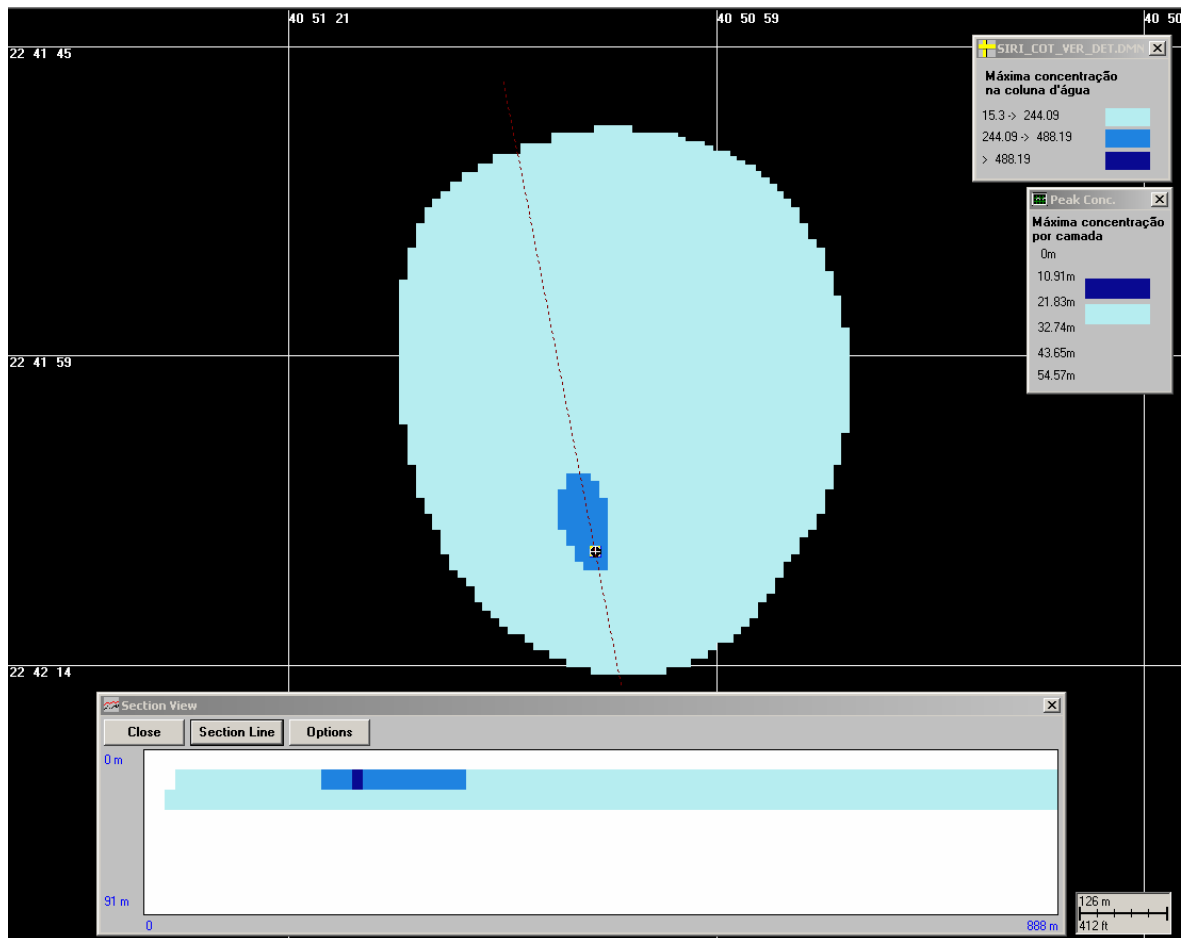 40 51 21
40 50 59
40 50
22 41 45
SIRI_COT_VER_DET.DMN
Máxima concentração
na coluna d'água
15.3 -> 244.09
244.09 -> 488.19
> 488.19
Peak Conc.
Máxima concentração
por camada
0m
10.91m
21.83m
32.74m
43.65m
54.57m
22 41 59
22 42 14
Section View
Close
Section Line
Options
0 m
91 m
0
888 m
126 m
412 ft